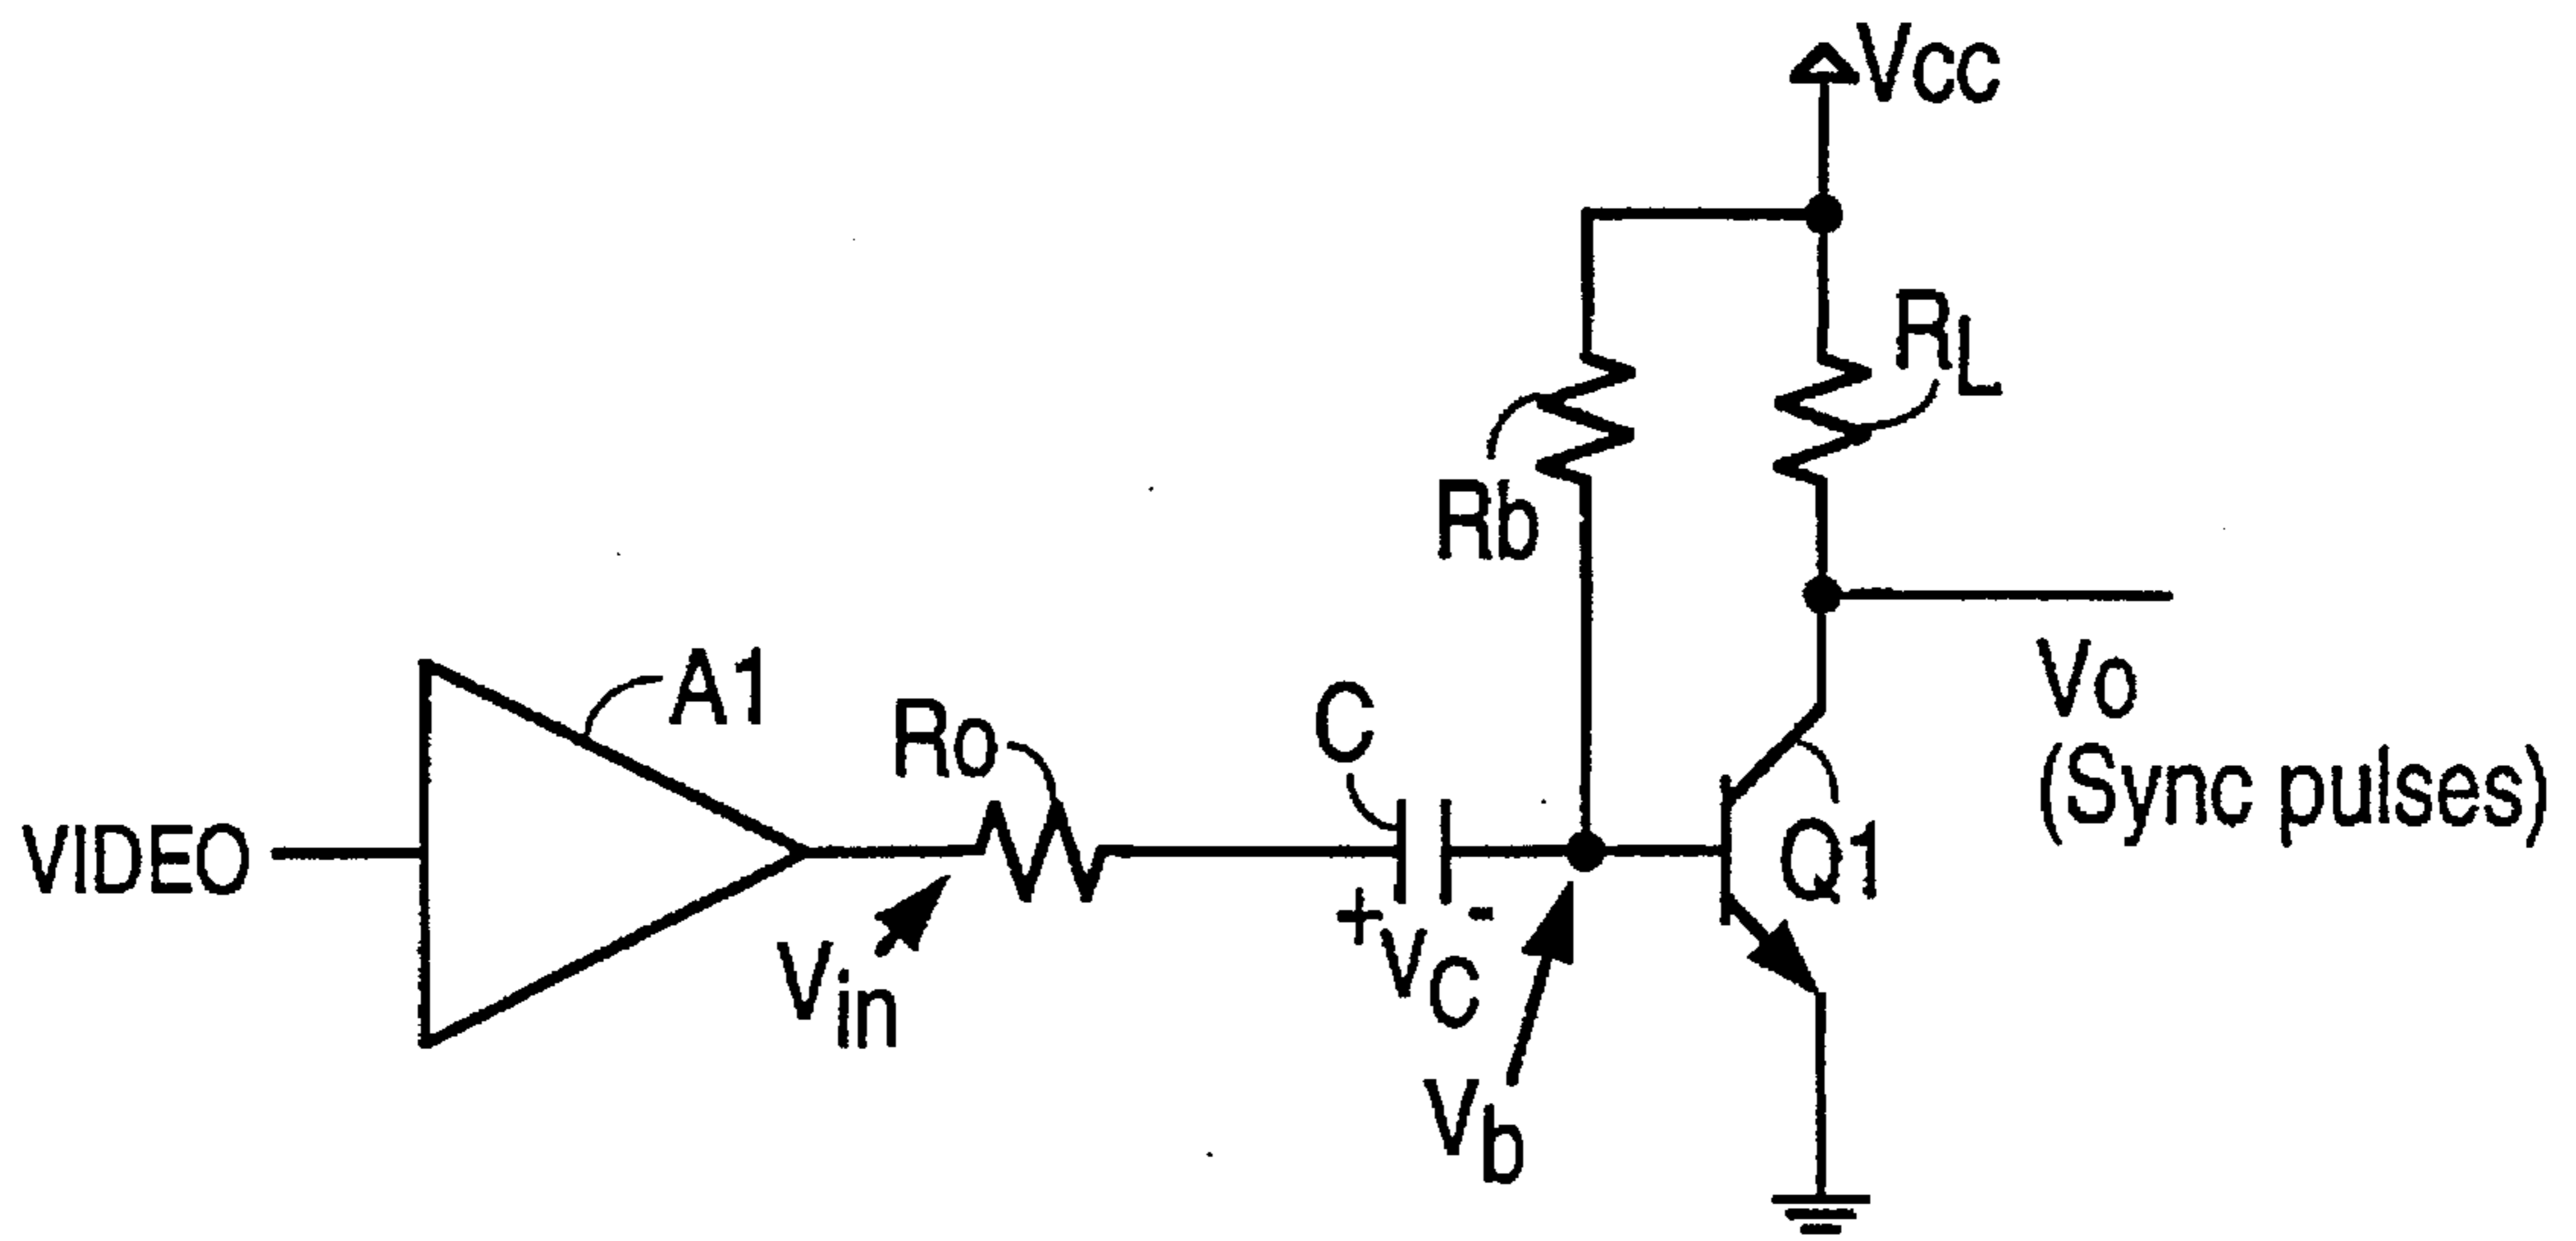 Vcc
RL
Rb
A1
Ro
C
Vo
(Sync pulses)
VIDEO
Q1
+ -
VC
Vin
Vb